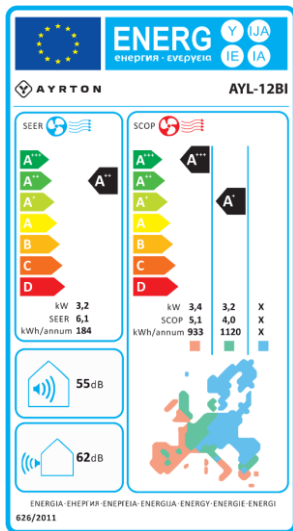 ENERG Y IJA
енергия · ενεργεια IE IA
AYRTON AYL-12BI
SEER SCOP
A+++ A+++ A+++
A++ A++ A++
A+ A+ A+
A A
B B
C C
D D
kW 3,2 kW 3,4 3,2 X
SEER 6,1 SCOP 5,1 4,0 X
kWh/annum 184 kWh/annum 933 1120 X
55dB
62dB
ENERGIA-ЕНЕРГИЯ-ΕΝΕΡΓΕΙΑ-ENERGIJA-ENERGY-ENERGIE-ENERGI
626/2011